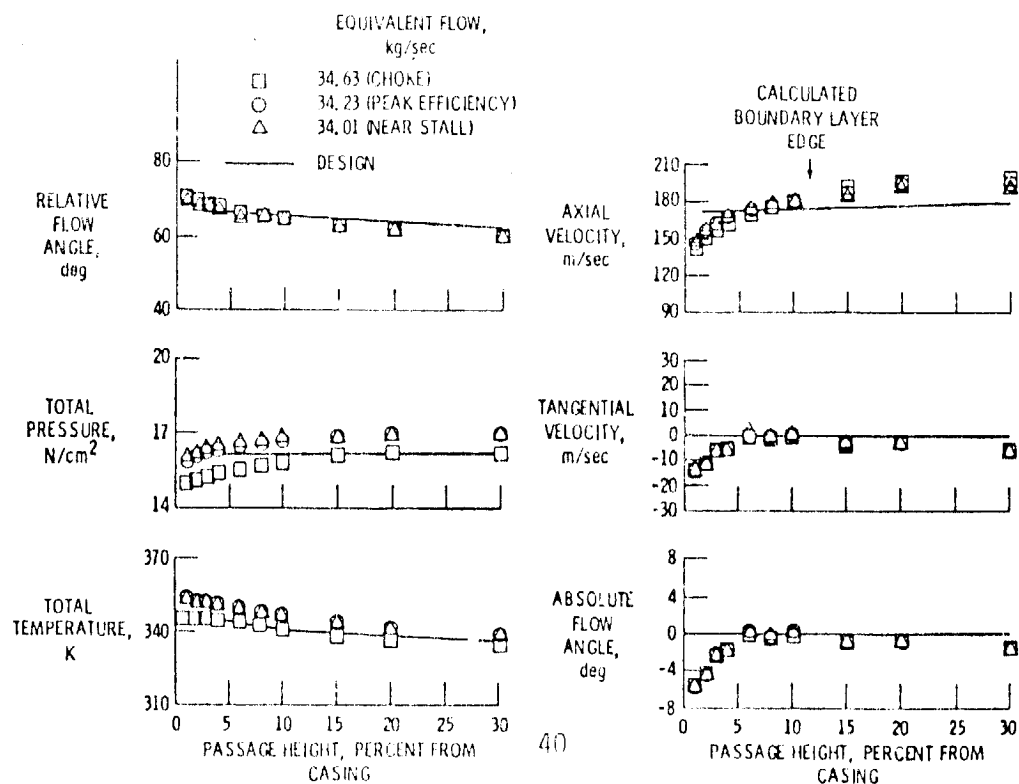 EQUIVALENT FLOW,
kg/sec
34.63 (CHOKE)
34.23 (PEAK EFFICIENCY)
34.01 (NEAR STALL)
DESIGN
80
60
40
RELATIVE
FLOW
ANGLE,
deg
CALCULATED
BOUNDARY LAYER
EDGE
210
180
150
120
90
AXIAL
VELOCITY,
m/sec
20
17
14
TOTAL
PRESSURE,
N/cm2
30
20
10
0
-10
-20
-30
TANGENTIAL
VELOCITY,
m/sec
370
340
310
TOTAL
TEMPERATURE,
K
0 5 10 15 20 25 30
PASSAGE HEIGHT, PERCENT FROM
CASING
8
4
0
-4
-8
ABSOLUTE
FLOW
ANGLE,
deg
0 5 10 15 20 25 30
PASSAGE HEIGHT, PERCENT FROM
CASING
40